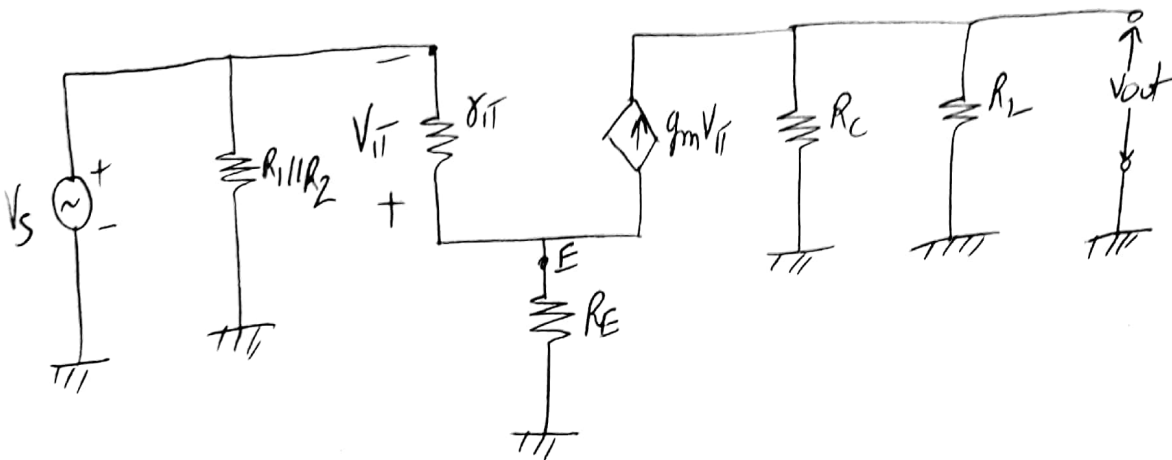 Vs
+
-
R1||R2
-
Vπ
+
rπ
gmVπ
E
RE
RC
RL
Vout